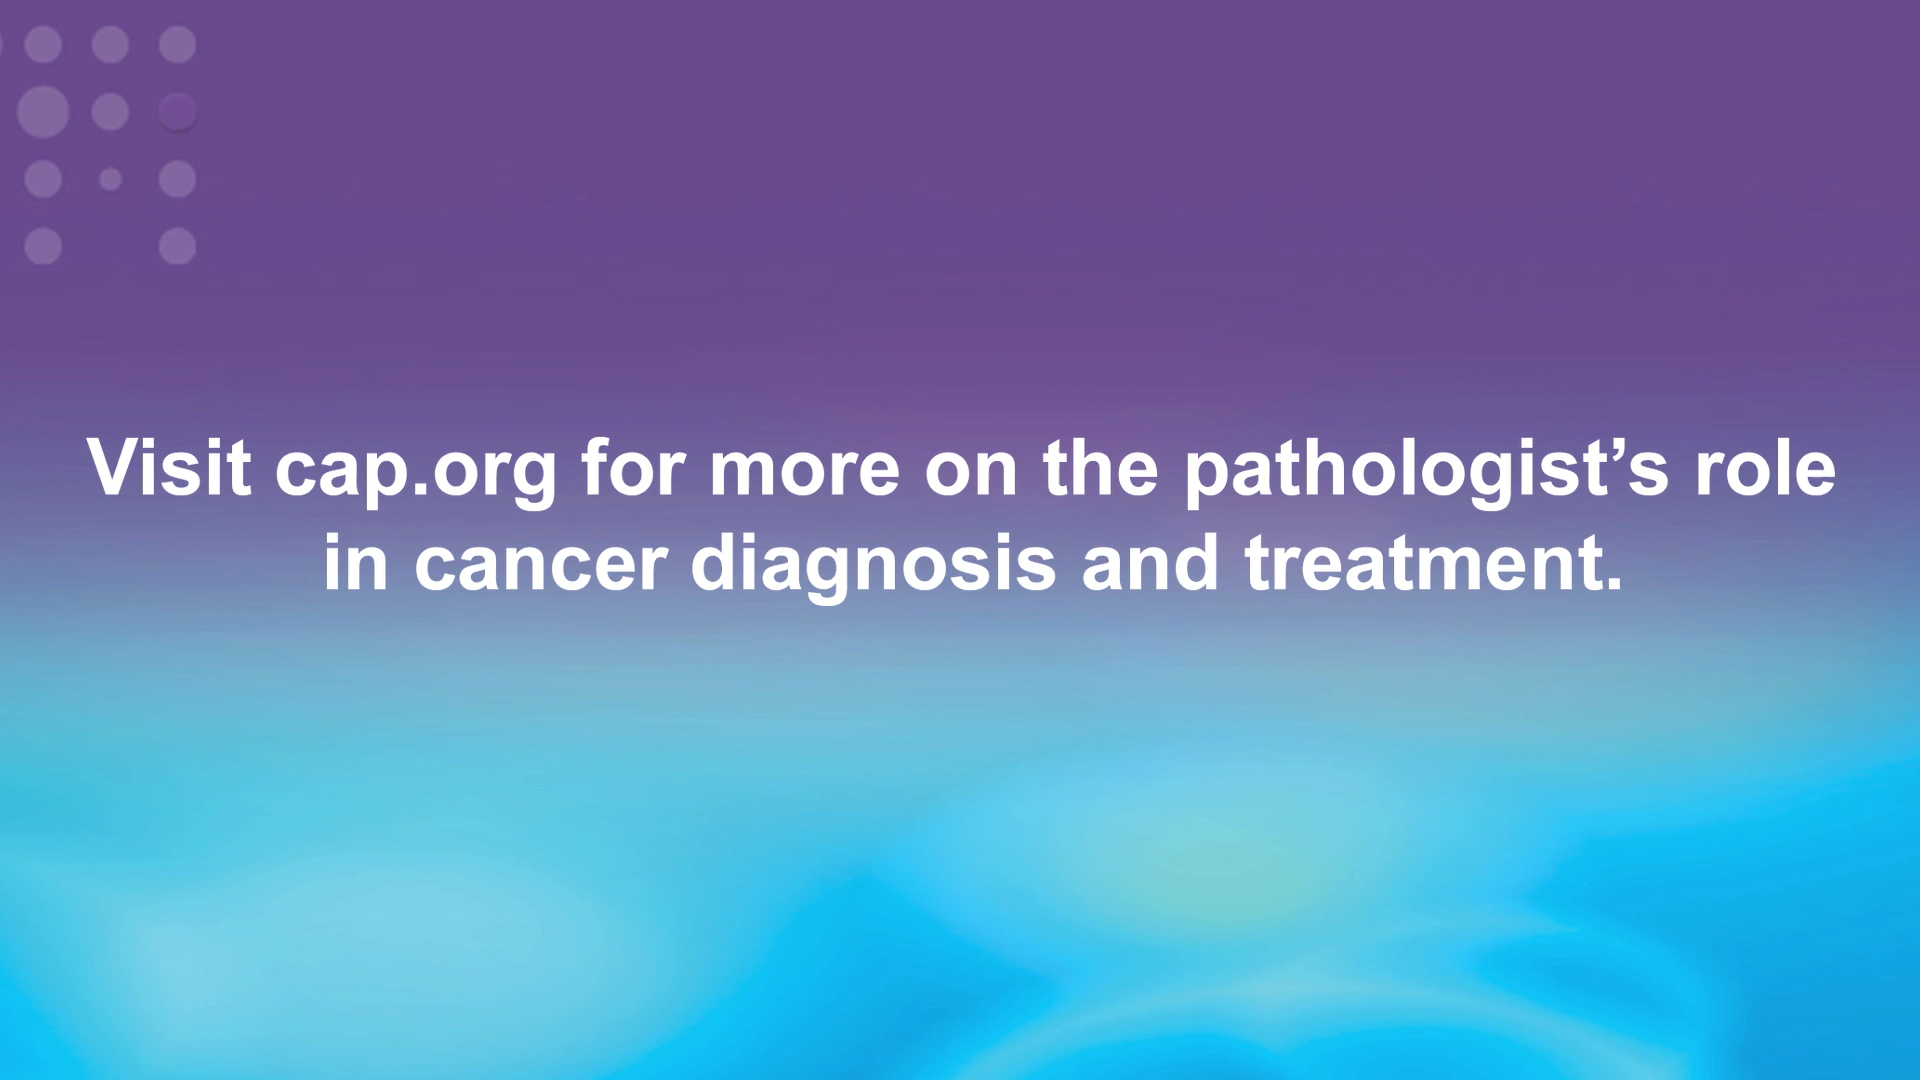 Visit cap.org for more on the pathologist’s role
in cancer diagnosis and treatment.